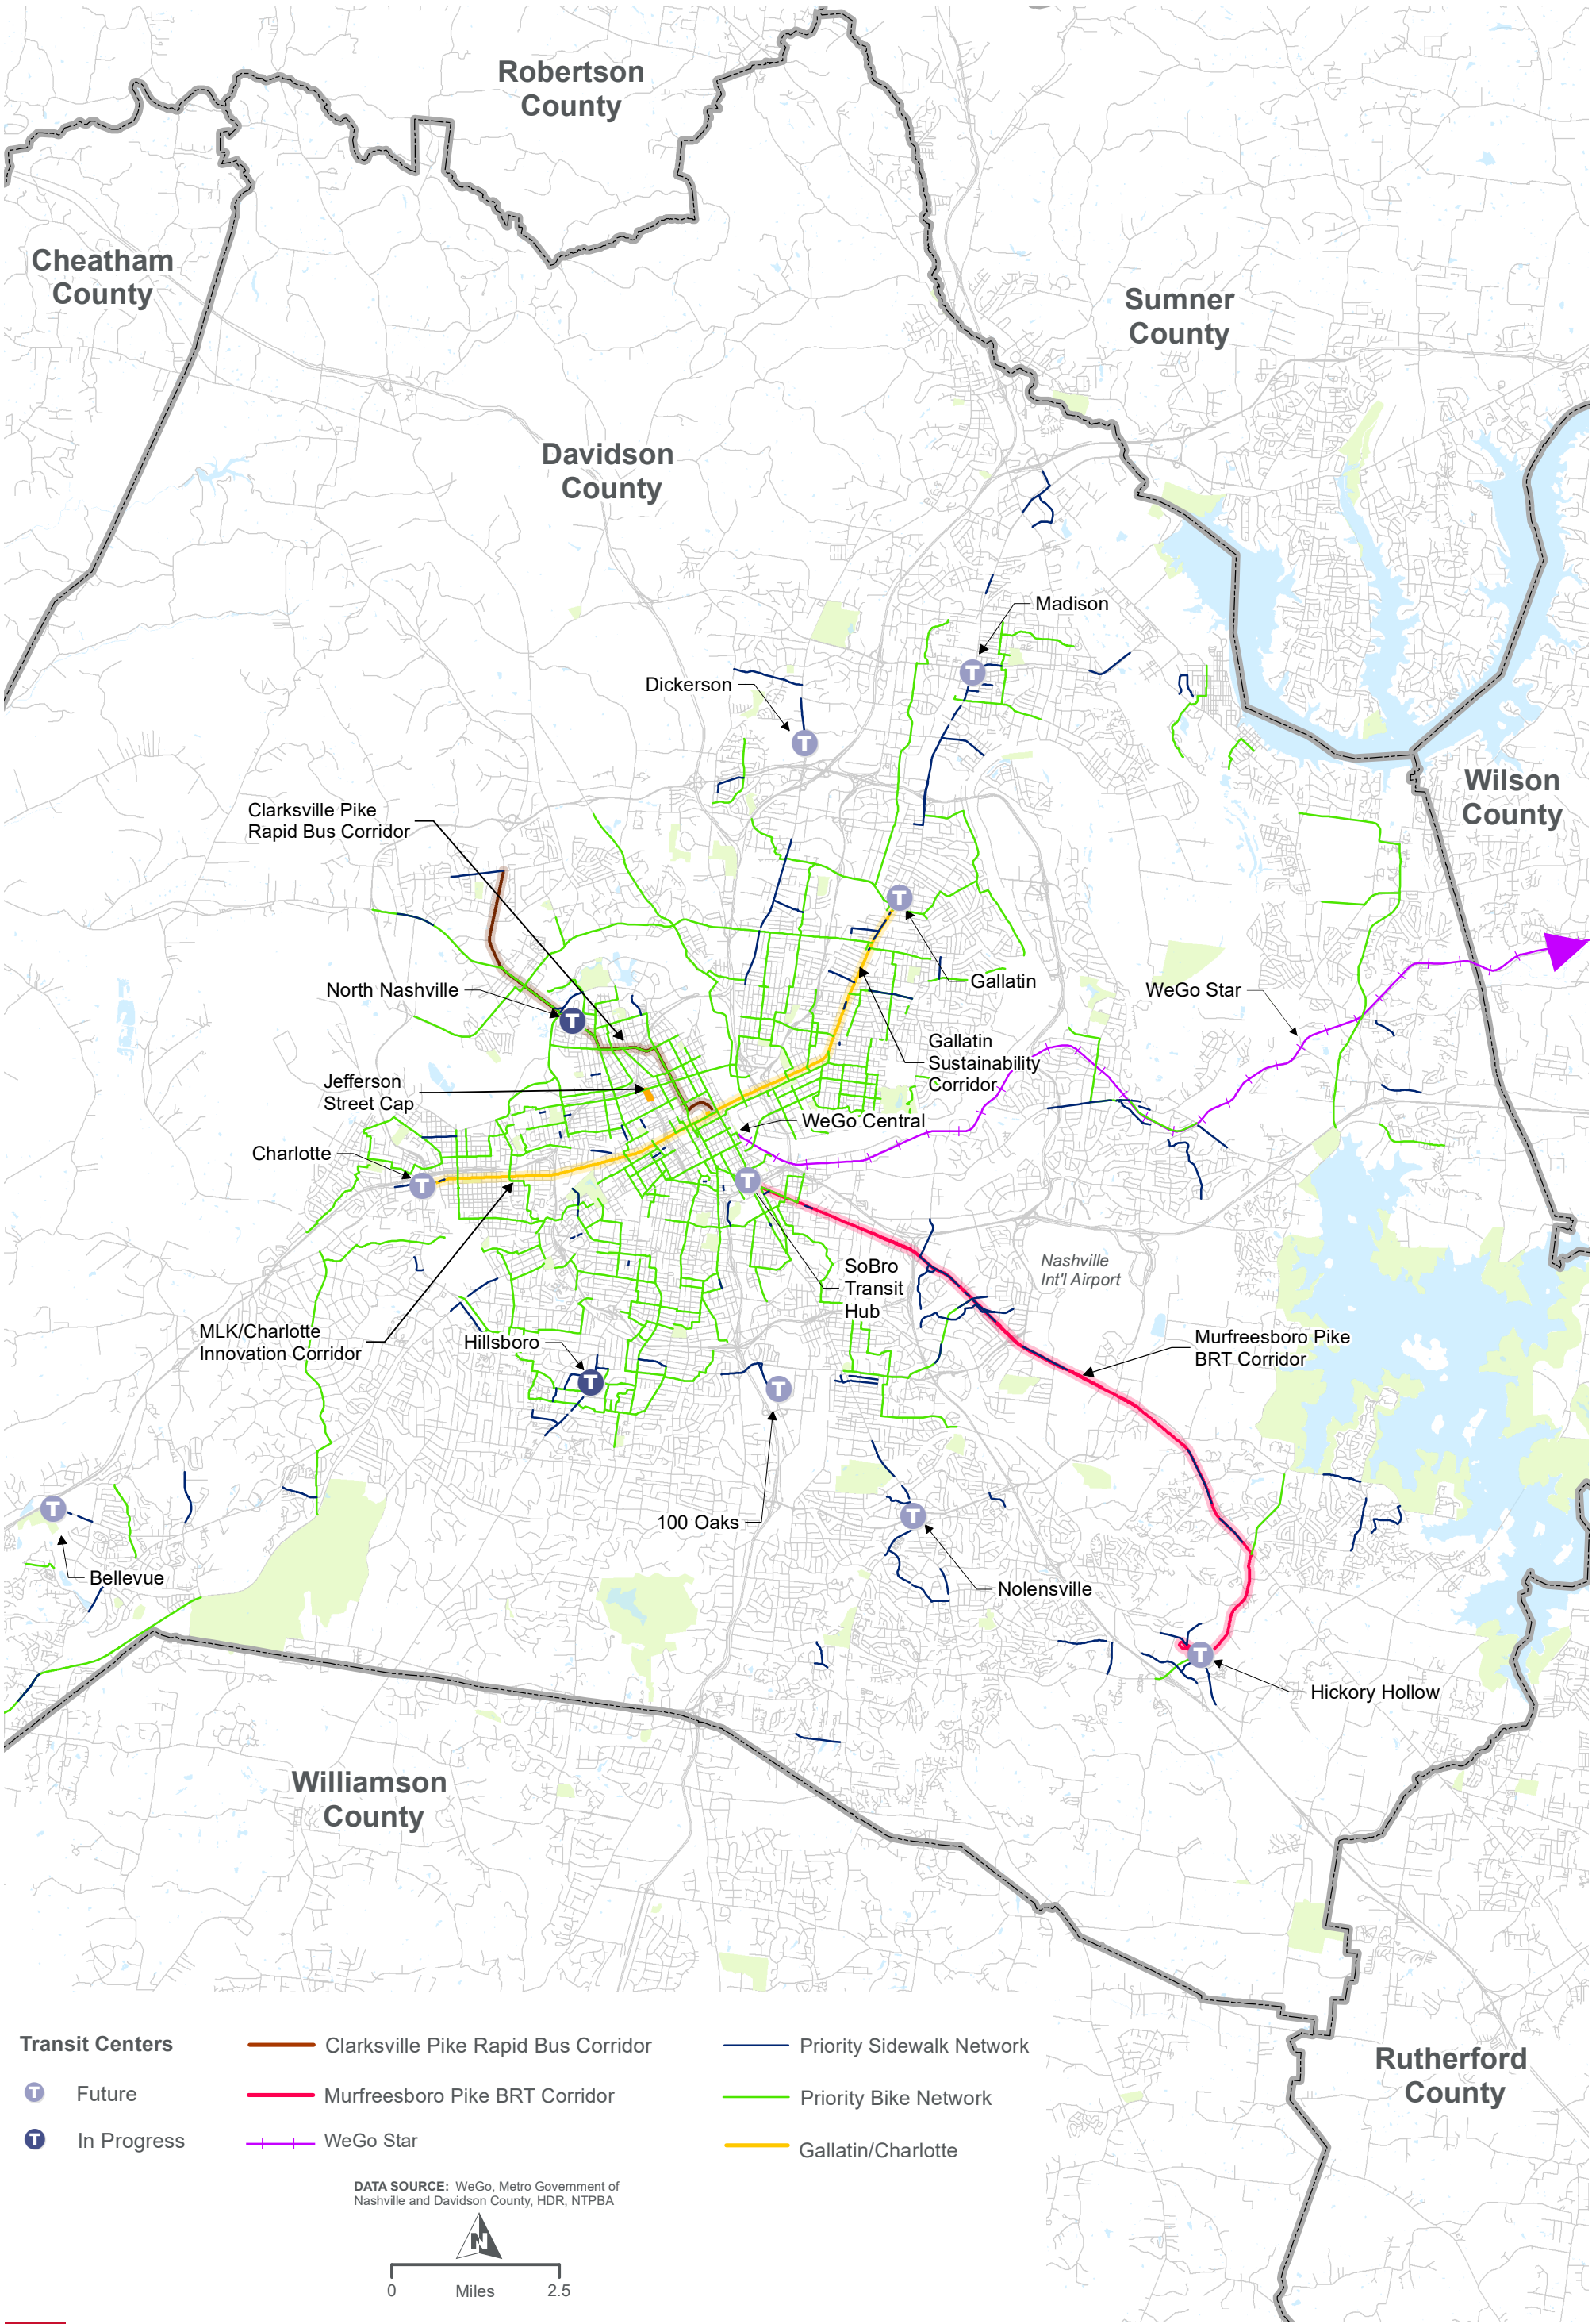 Robertson
County
Cheatham
County
Sumner
County
Davidson
County
Madison
Dickerson
Wilson
County
Clarksville Pike
Rapid Bus Corridor
North Nashville
Gallatin
WeGo Star
Gallatin
Sustainability
Corridor
Jefferson
Street Cap
WeGo Central
Charlotte
Nashville
Int'l Airport
SoBro
Transit
Hub
MLK/Charlotte
Innovation Corridor
Hillsboro
Murfreesboro Pike
BRT Corridor
100 Oaks
Bellevue
Nolensville
Hickory Hollow
Williamson
County
Rutherford
County
Transit Centers
T Future
T In Progress
Clarksville Pike Rapid Bus Corridor
Murfreesboro Pike BRT Corridor
WeGo Star
Priority Sidewalk Network
Priority Bike Network
Gallatin/Charlotte
DATA SOURCE: WeGo, Metro Government of
Nashville and Davidson County, HDR, NTPBA
N
0 Miles 2.5